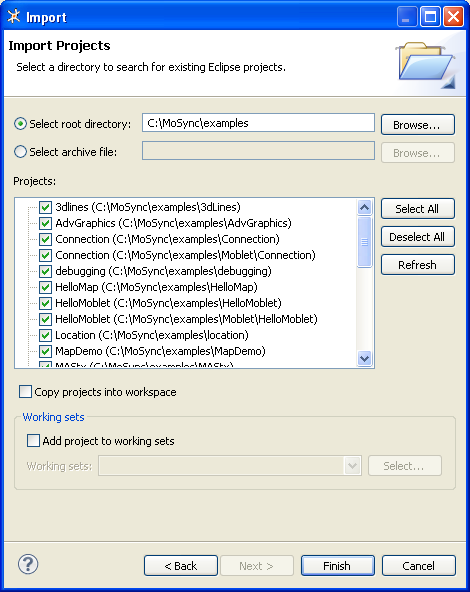 Import
Import Projects
Select a directory to search for existing Eclipse projects.
Select root directory:
C:\MoSync\examples
Browse...
Select archive file:
Browse...
Projects:
3dlines (C:\MoSync\examples\3dLines)
AdvGraphics (C:\MoSync\examples\AdvGraphics)
Connection (C:\MoSync\examples\Connection)
Connection (C:\MoSync\examples\Moblet\Connection)
debugging (C:\MoSync\examples\debugging)
HelloMap (C:\MoSync\examples\HelloMap)
HelloMoblet (C:\MoSync\examples\HelloMoblet)
HelloMoblet (C:\MoSync\examples\Moblet\HelloMoblet)
Location (C:\MoSync\examples\location)
MapDemo (C:\MoSync\examples\MapDemo)
MAStx (C:\MoSync\examples\MAStx)
Select All
Deselect All
Refresh
Copy projects into workspace
Working sets
Add project to working sets
Working sets:
Select...
?
< Back
Next >
Finish
Cancel